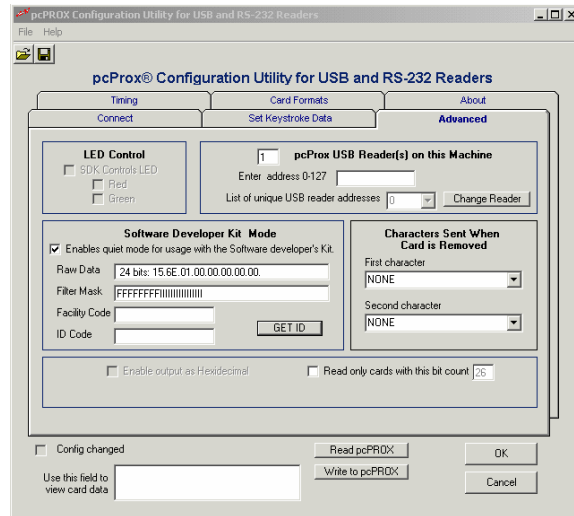 pcPROX Configuration Utility for USB and RS-232 Readers
File Help
pcProx® Configuration Utility for USB and RS-232 Readers
Timing Card Formats About
Connect Set Keystroke Data Advanced
LED Control
SDK Controls LED
Red
Green
1 pcProx USB Reader(s) on this Machine
Enter address 0-127
List of unique USB reader addresses 0 Change Reader
Software Developer Kit Mode
Enables quiet mode for usage with the Software developer's Kit.
Raw Data 24 bits: 15.6E.01.00.00.00.00.00.
Filter Mask FFFFFFFFIIIIIIIIIIIIIIII
Facility Code
ID Code
GET ID
Characters Sent When
Card is Removed
First character
NONE
Second character
NONE
Enable output as Hexidecimal
Read only cards with this bit count 26
Config changed
Read pcPROX
OK
Use this field to
view card data
Write to pcPROX
Cancel